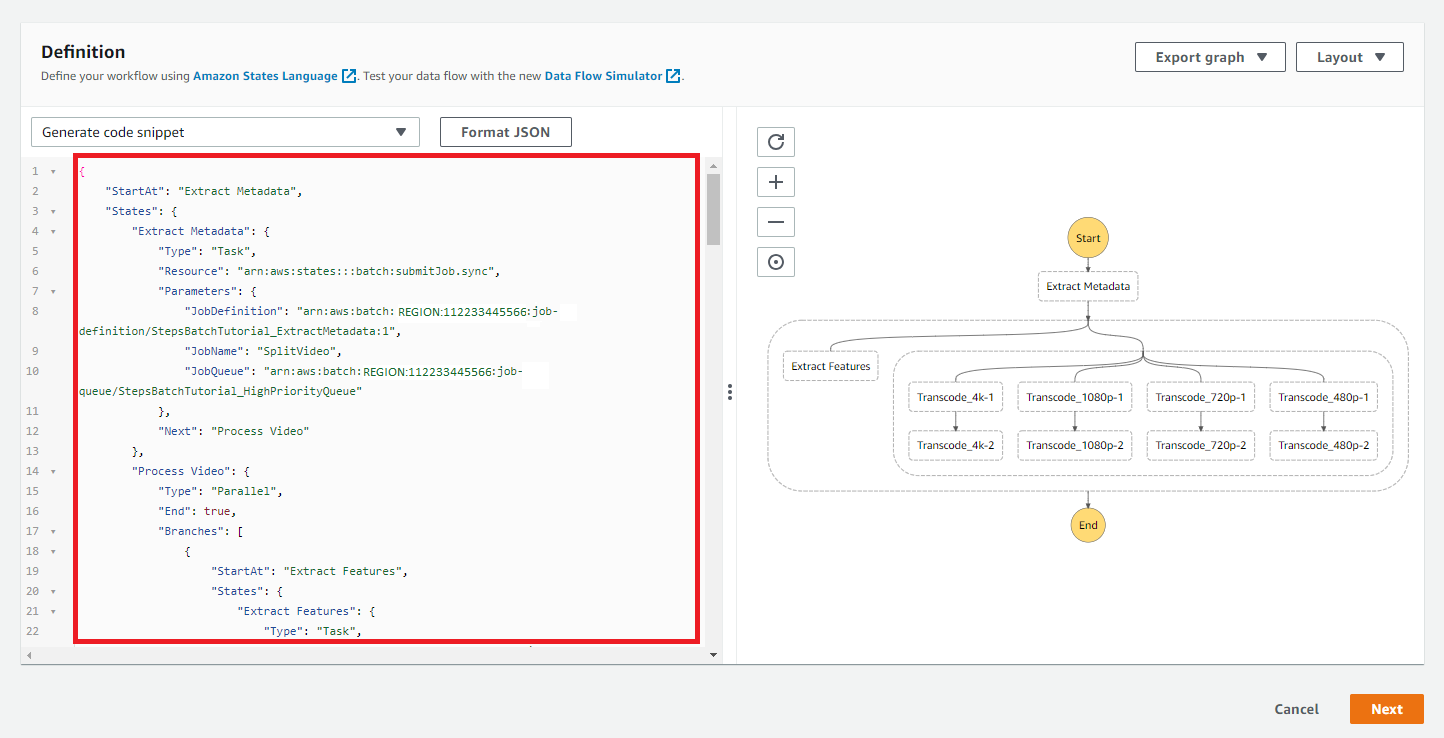 Definition
Define your workflow using Amazon States Language. Test your data flow with the new Data Flow Simulator.
Export graph
Layout
Generate code snippet
Format JSON
1 {
2 "StartAt": "Extract Metadata",
3 "States": {
4 "Extract Metadata": {
5 "Type": "Task",
6 "Resource": "arn:aws:states:::batch:submitJob.sync",
7 "Parameters": {
8 "JobDefinition": "arn:aws:batch: REGION:112233445566:job-
definition/StepsBatchTutorial_ExtractMetadata:1",
9 "JobName": "SplitVideo",
10 "JobQueue": "arn:aws:batch:REGION:112233445566:job-
queue/StepsBatchTutorial_HighPriorityQueue"
11 },
12 "Next": "Process Video"
13 },
14 "Process Video": {
15 "Type": "Parallel",
16 "End": true,
17 "Branches": [
18 {
19 "StartAt": "Extract Features",
20 "States": {
21 "Extract Features": {
22 "Type": "Task",
Start
Extract Metadata
Extract Features
Transcode_4k-1
Transcode_1080p-1
Transcode_720p-1
Transcode_480p-1
Transcode_4k-2
Transcode_1080p-2
Transcode_720p-2
Transcode_480p-2
End
Cancel
Next